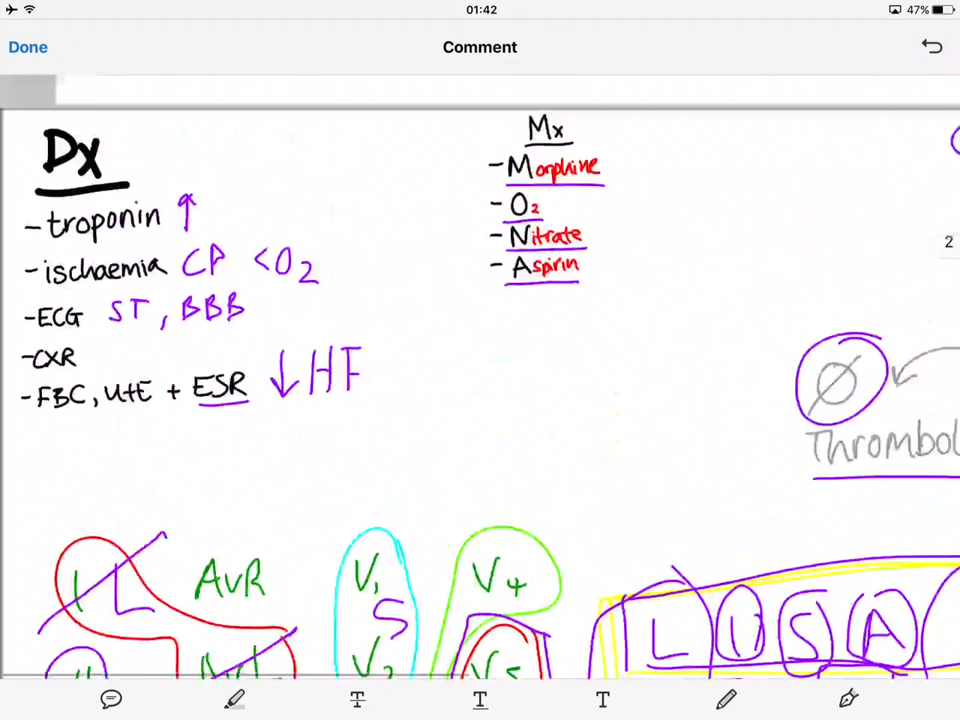 01:42
47%
Done
Comment
Dx
- troponin ↑
- ischaemia CP <O2
- ECG ST, BBB
- CXR
- FBC, U+E + ESR ↓ HF
Mx
- Morphine
- O2
- Nitrate
- Aspirin
2
Ø
Thrombol
I L AVR V1 S V4
V2 V5
L I S A
T T T